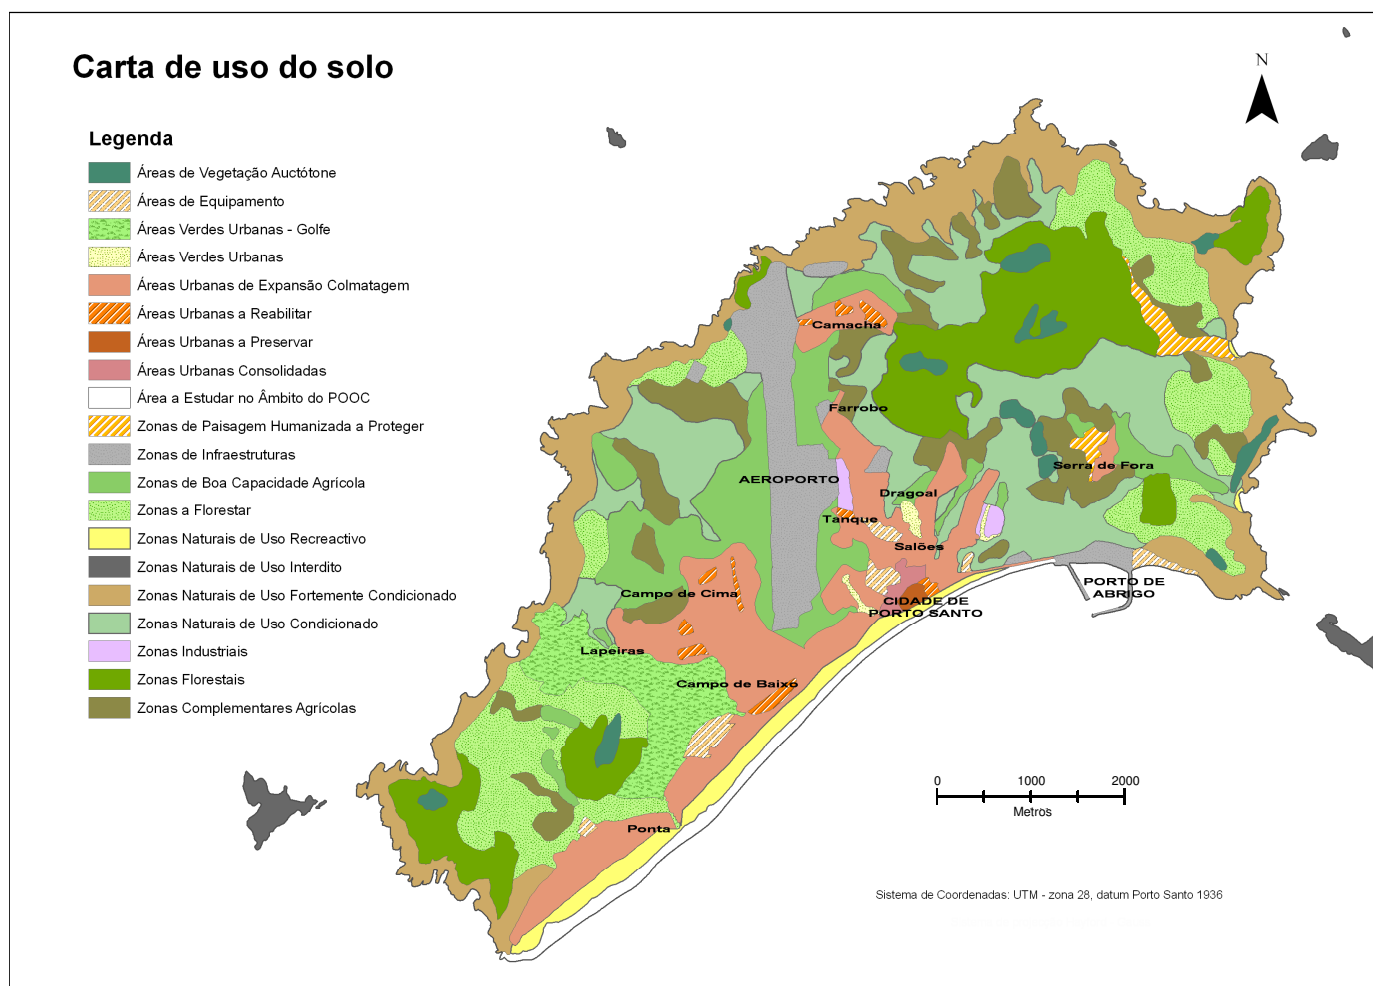 Carta de uso do solo
N
Legenda
Áreas de Vegetação Auctótone
Áreas de Equipamento
Áreas Verdes Urbanas - Golfe
Áreas Verdes Urbanas
Áreas Urbanas de Expansão Colmatagem
Áreas Urbanas a Reabilitar
Áreas Urbanas a Preservar
Áreas Urbanas Consolidadas
Área a Estudar no Âmbito do POOC
Zonas de Paisagem Humanizada a Proteger
Zonas de Infraestruturas
Zonas de Boa Capacidade Agrícola
Zonas a Florestar
Zonas Naturais de Uso Recreactivo
Zonas Naturais de Uso Interdito
Zonas Naturais de Uso Fortemente Condicionado
Zonas Naturais de Uso Condicionado
Zonas Industriais
Zonas Florestais
Zonas Complementares Agrícolas
Camacha
Farrobo
Serra de Fora
AEROPORTO
Dragoal
Tanque
Salões
PORTO DE
ABRIGO
Campo de Cima
CIDADE DE
PORTO SANTO
Lapeiras
Campo de Baixo
Ponta
0 1000 2000
Metros
Sistema de Coordenadas: UTM - zona 28, datum Porto Santo 1936